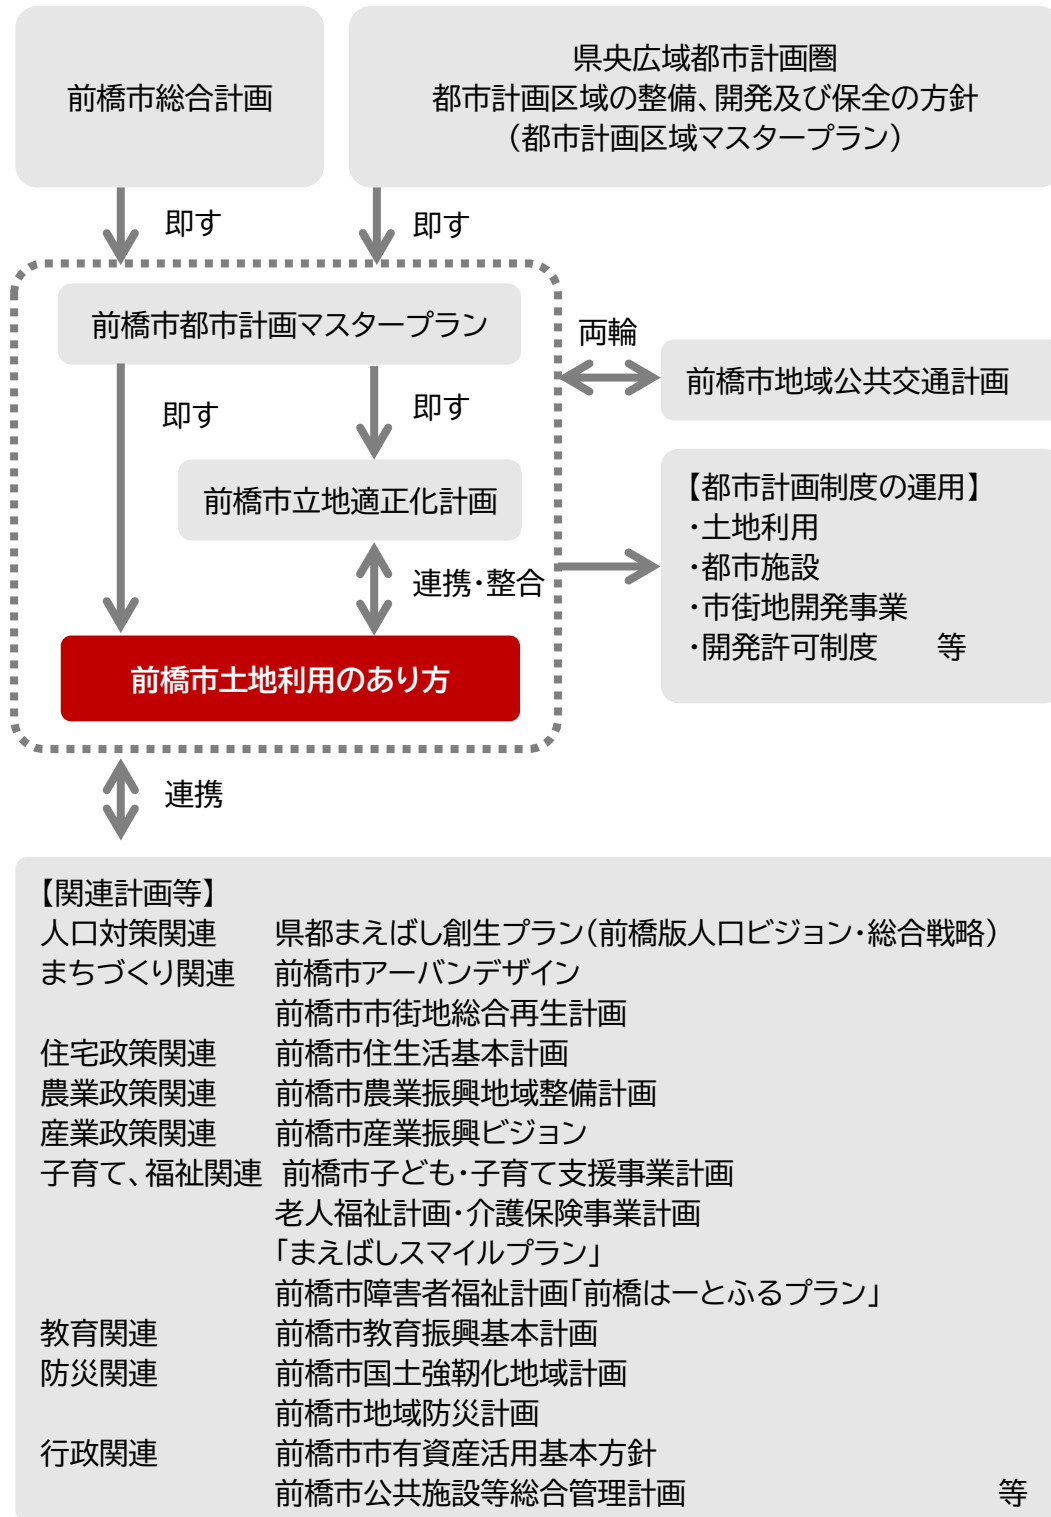 前橋市総合計画
県央広域都市計画圏
都市計画区域の整備、開発及び保全の方針
（都市計画区域マスタープラン）
即す
即す
前橋市都市計画マスタープラン
両輪
前橋市地域公共交通計画
即す
即す
前橋市立地適正化計画
【都市計画制度の運用】
・土地利用
・都市施設
・市街地開発事業
・開発許可制度　　等
連携・整合
前橋市土地利用のあり方
連携
【関連計画等】
人口対策関連　　県都まえばし創生プラン（前橋版人口ビジョン・総合戦略）
まちづくり関連　前橋市アーバンデザイン
前橋市市街地総合再生計画
住宅政策関連　　前橋市住生活基本計画
農業政策関連　　前橋市農業振興地域整備計画
産業政策関連　　前橋市産業振興ビジョン
子育て、福祉関連　前橋市子ども・子育て支援事業計画
老人福祉計画・介護保険事業計画
「まえばしスマイルプラン」
前橋市障害者福祉計画「前橋はーとふるプラン」
教育関連　　　　前橋市教育振興基本計画
防災関連　　　　前橋市国土強靭化地域計画
前橋市地域防災計画
行政関連　　　　前橋市市有資産活用基本方針
前橋市公共施設等総合管理計画　　等